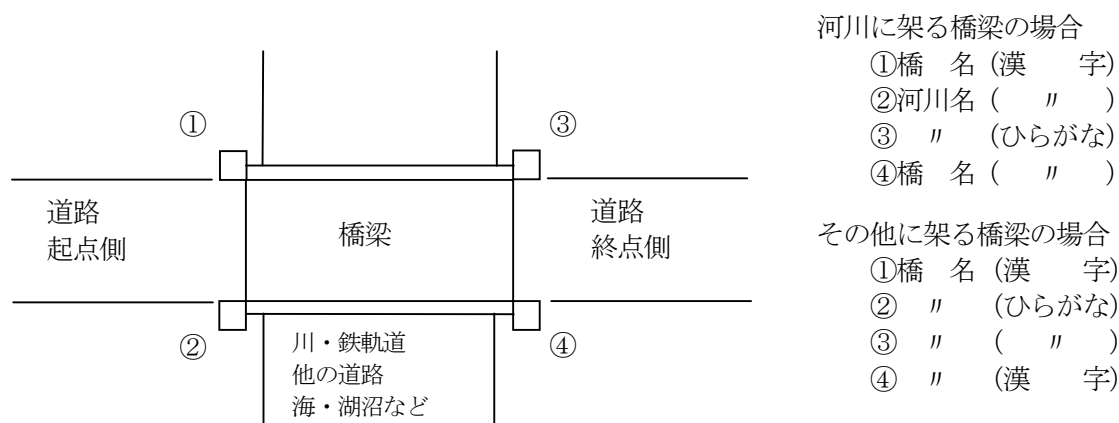 ①
③
道路
起点側
橋梁
道路
終点側
②
④
川・鉄軌道
他の道路
海・湖沼など
河川に架る橋梁の場合
①橋　名（漢　　字）
②河川名（　〃　）
③　〃　（ひらがな）
④橋　名（　〃　）
その他に架る橋梁の場合
①橋　名（漢　　字）
②　〃　（ひらがな）
③　〃　（　〃　）
④　〃　（漢　　字）